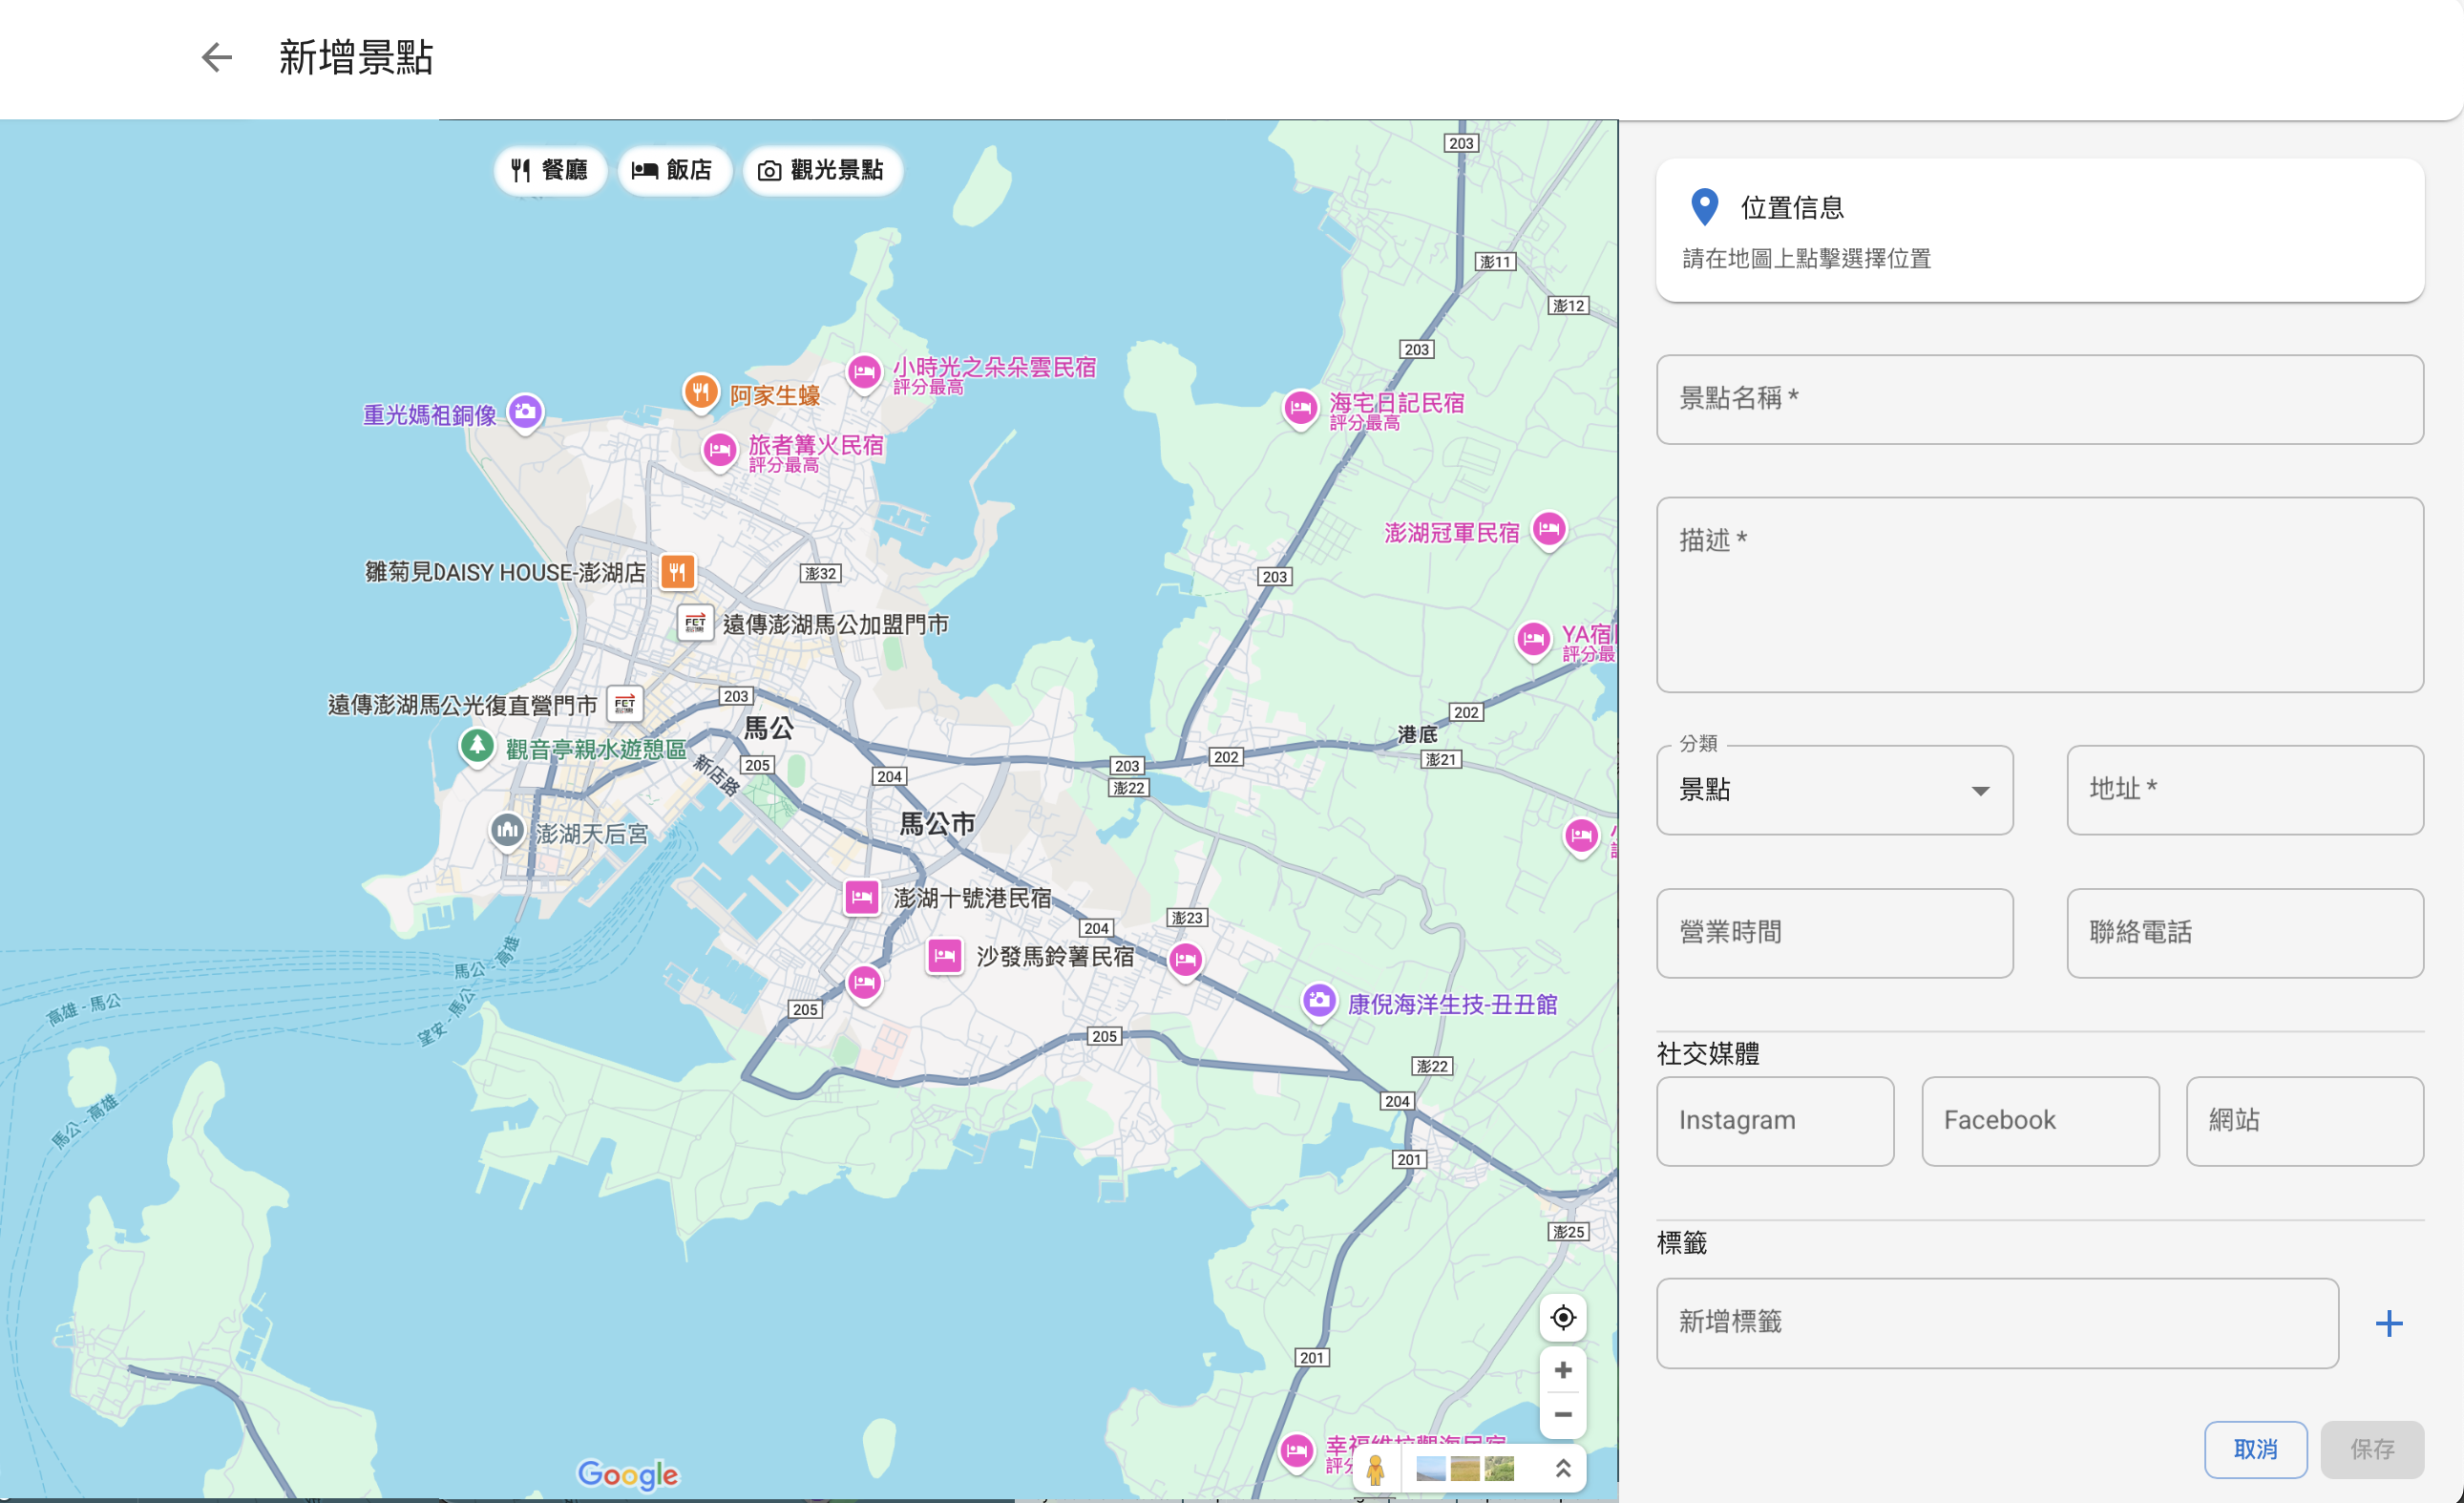 新增景點
餐廳
飯店
觀光景點
203
澎11
澎12
203
小時光之朵朵雲民宿
評分最高
阿家生蠔
重光媽祖銅像
海宅日記民宿
評分最高
旅者篝火民宿
評分最高
澎湖冠軍民宿
雛菊見DAISY HOUSE-澎湖店
澎32
203
FET
遠傳澎湖馬公加盟門市
YA宿
評分最
遠傳澎湖馬公光復直營門市
FET
203
202
馬公
港底
觀音亭親水遊憩區
新店路
205
204
203
202
澎21
澎22
馬公市
澎湖天后宮
澎湖十號港民宿
204
澎23
沙發馬鈴薯民宿
馬公 - 高雄
高雄 - 馬公
望安 - 馬公
205
康倪海洋生技-丑丑館
205
澎22
204
馬公 - 高雄
201
澎25
201
幸福維拉觀海民宿
Google
位置信息
請在地圖上點擊選擇位置
景點名稱 *
描述 *
分類
景點
地址 *
營業時間
聯絡電話
社交媒體
Instagram
Facebook
網站
標籤
新增標籤
取消
保存